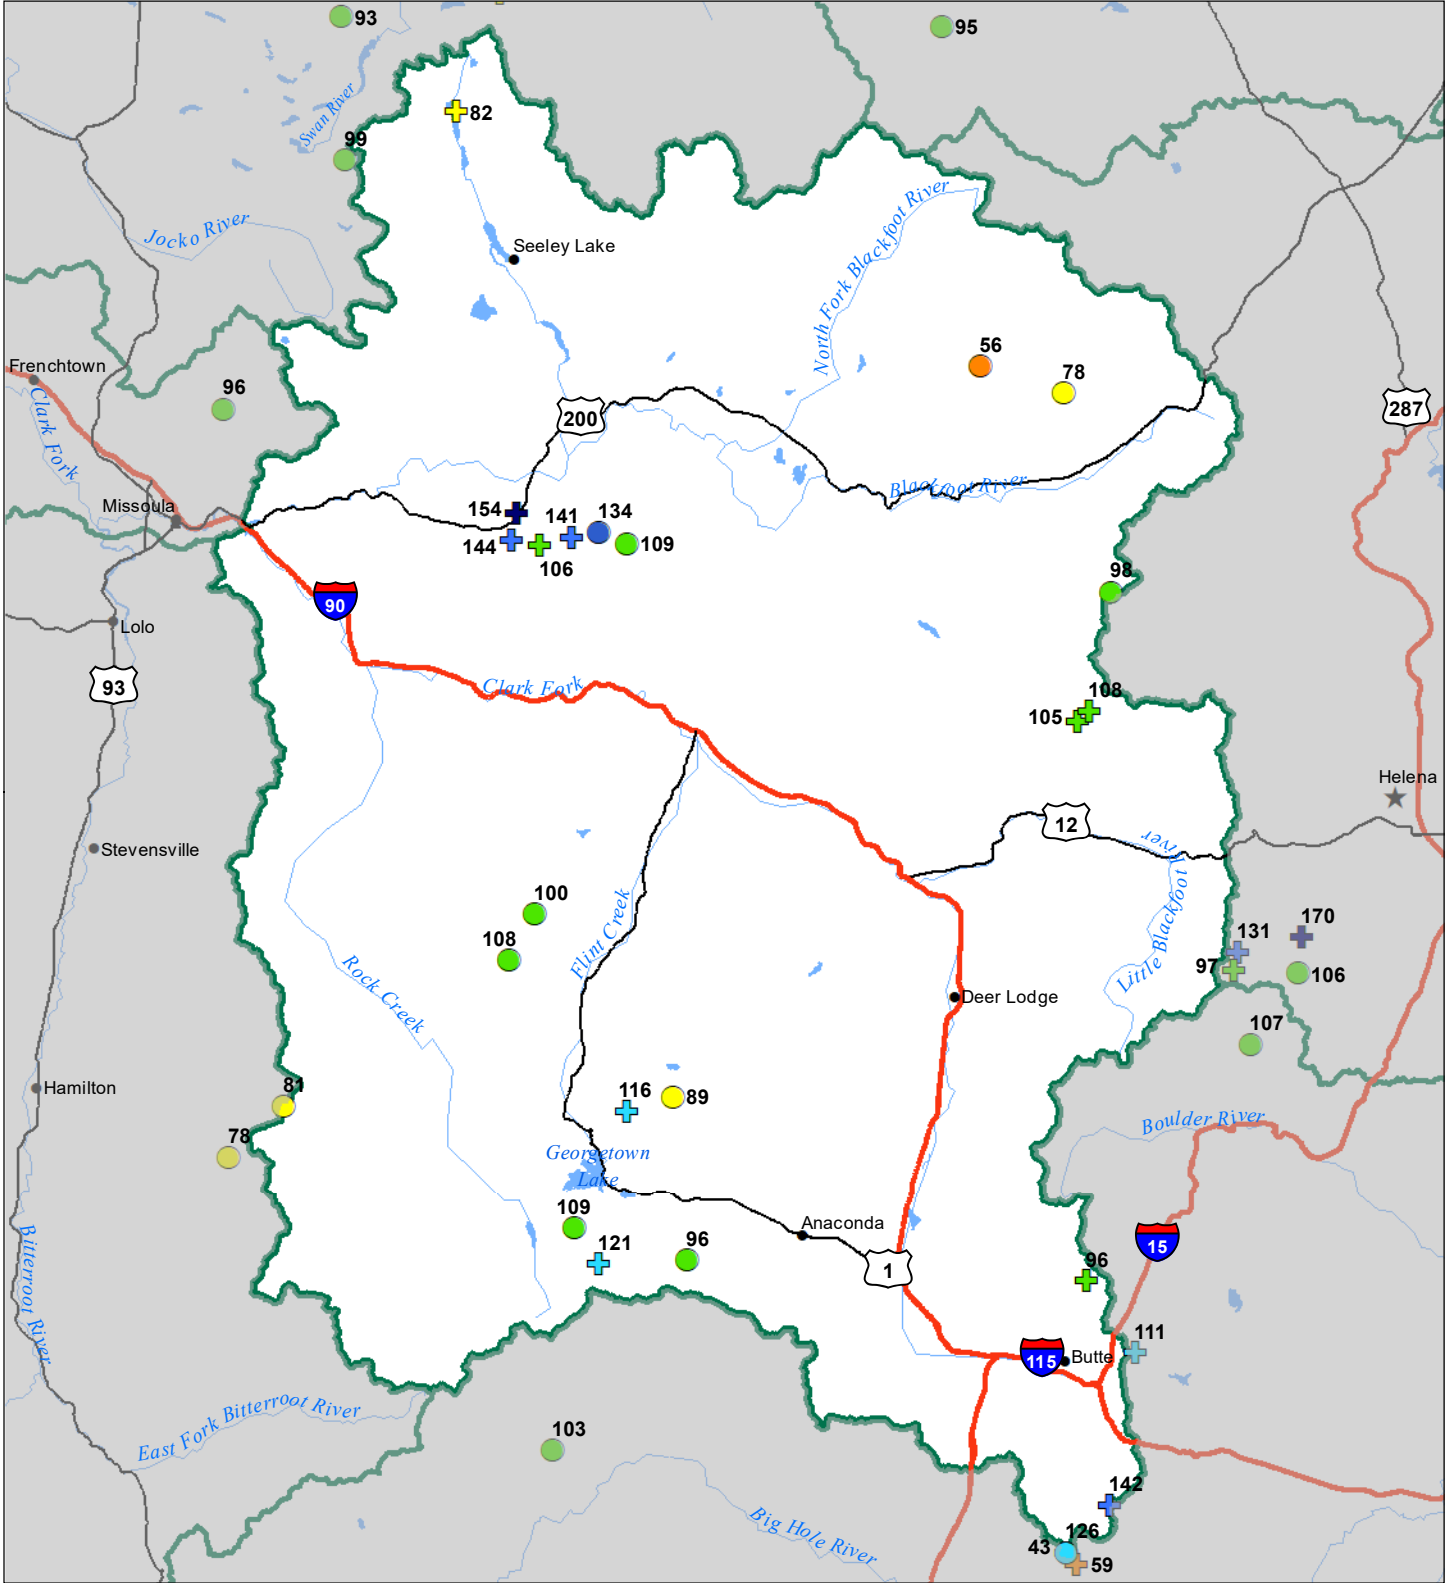 93
95
82
Swan River
99
Jocko River
Seeley Lake
North Fork Blackfoot River
56
78
Frenchtown
96
Clark Fork
200
287
Missoula
Blackfoot River
154
141
134
144
106
109
98
90
Lolo
93
Clark Fork
108
105
Helena
12
Stevensville
Little Blackfoot River
100
Flint Creek
108
131
170
97
106
Rock Creek
Deer Lodge
107
Hamilton
81
116
89
Boulder River
78
Georgetown
Lake
109
Anaconda
121
96
1
15
96
Bitterroot River
111
115
Butte
East Fork Bitterroot River
103
142
Big Hole River
126
43
59